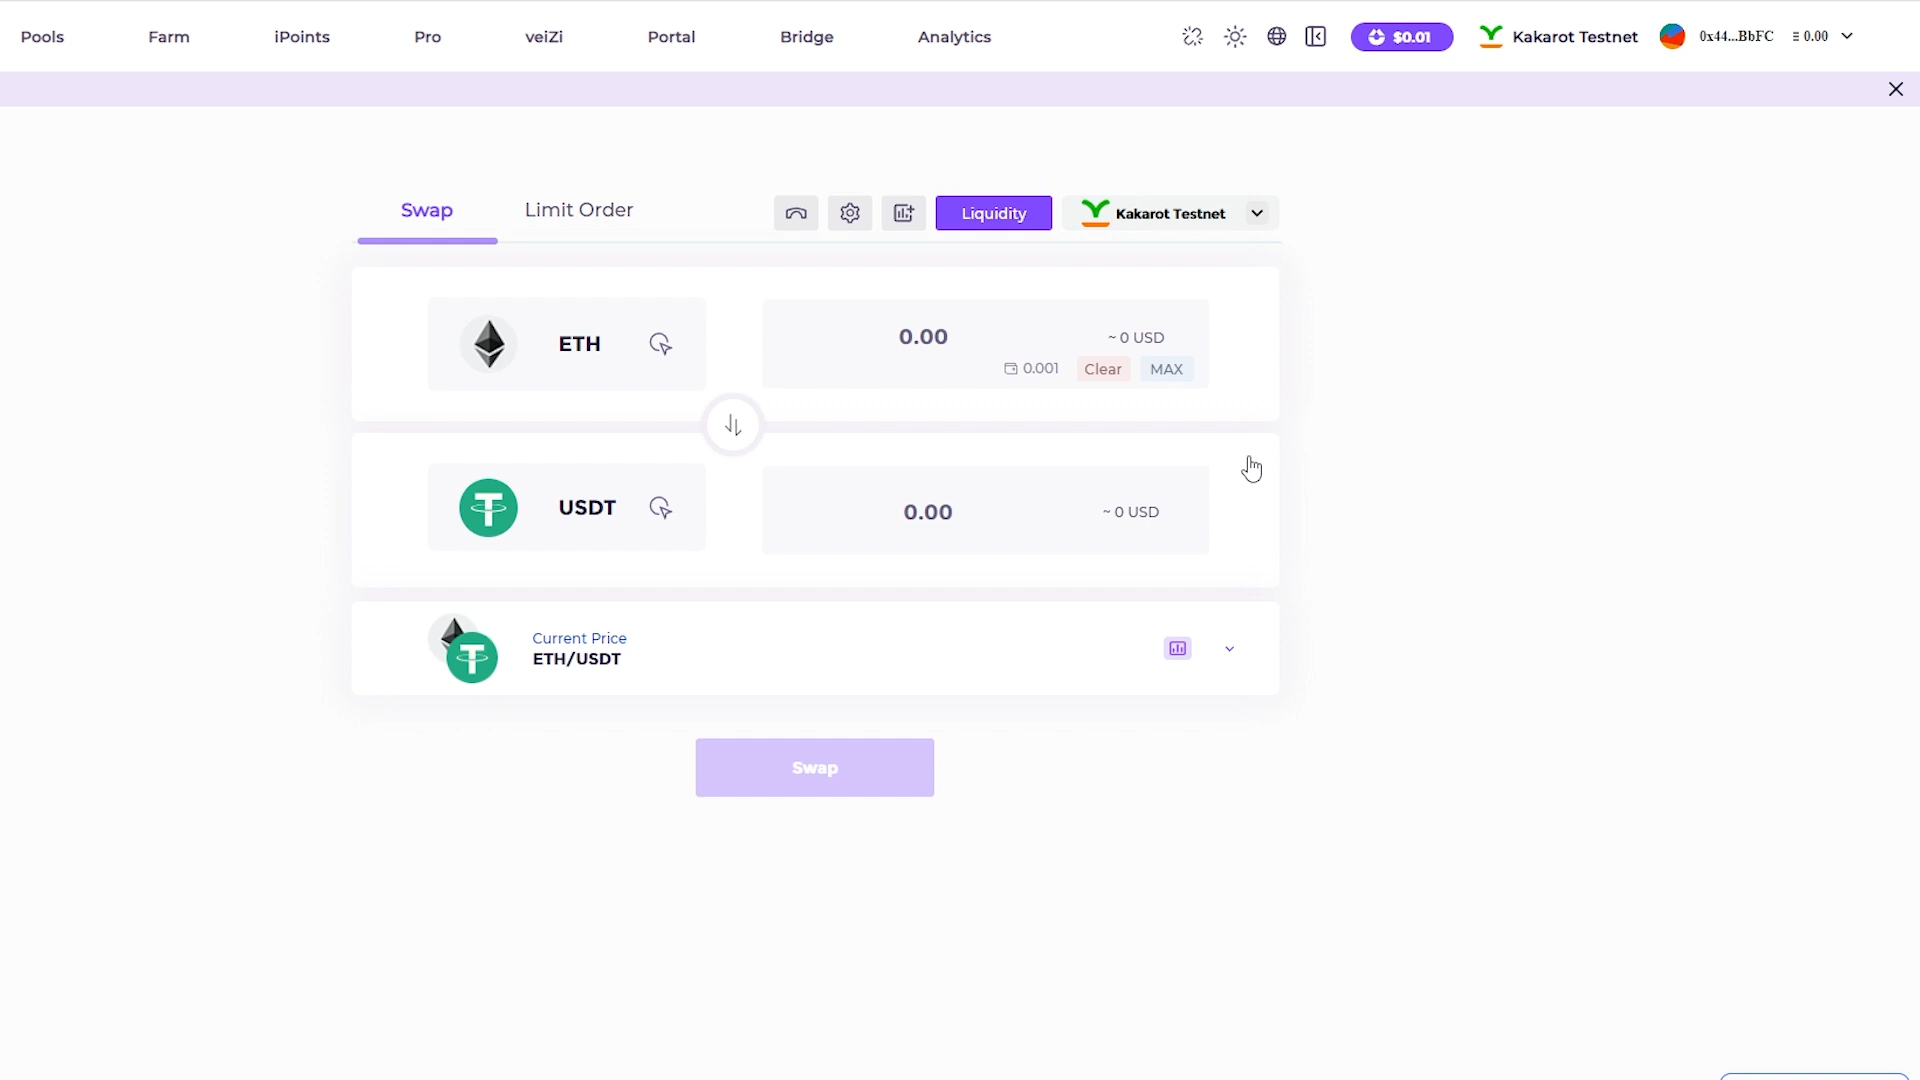 Pools Farm iPoints Pro veiZi Portal Bridge Analytics $0.01 Kakarot Testnet 0x44...BbFC Ξ 0.00
Swap Limit Order Liquidity Kakarot Testnet
ETH 0.00 ~ 0 USD
0.001 Clear MAX
USDT 0.00 ~ 0 USD
Current Price
ETH/USDT
Swap